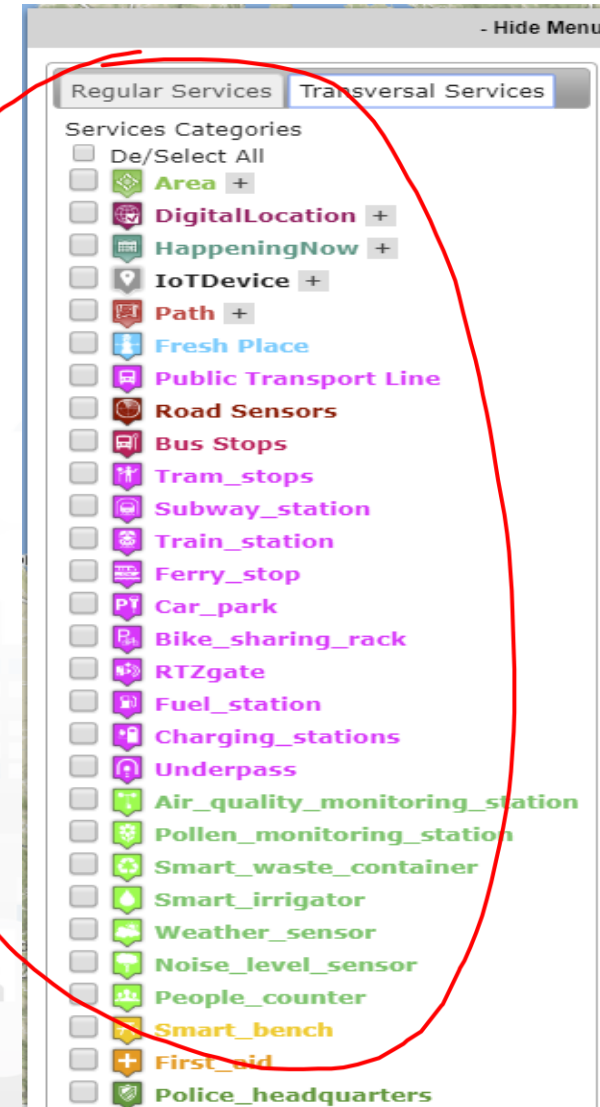 - Hide Menu
Regular Services Transversal Services
Services Categories
De/Select All
Area +
DigitalLocation +
HappeningNow +
IoTDevice +
Path +
Fresh Place
Public Transport Line
Road Sensors
Bus Stops
Tram_stops
Subway_station
Train_station
Ferry_stop
Car_park
Bike_sharing_rack
RTZgate
Fuel_station
Charging_stations
Underpass
Air_quality_monitoring_station
Pollen_monitoring_station
Smart_waste_container
Smart_irrigator
Weather_sensor
Noise_level_sensor
People_counter
Smart_bench
First_aid
Police_headquarters